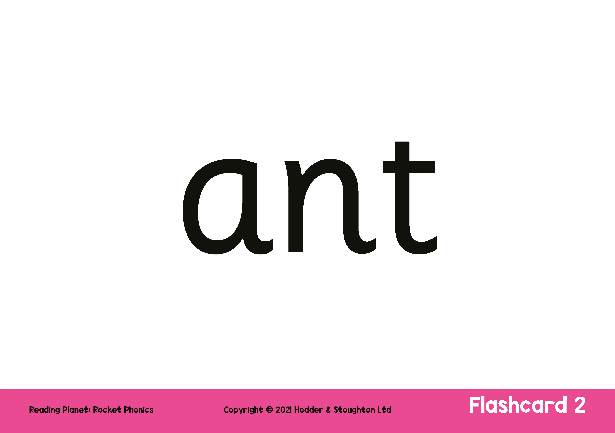 ant
Reading Planet: Rocket Phonics
Copyright © 2021 Hodder & Stoughton Ltd
Flashcard 2